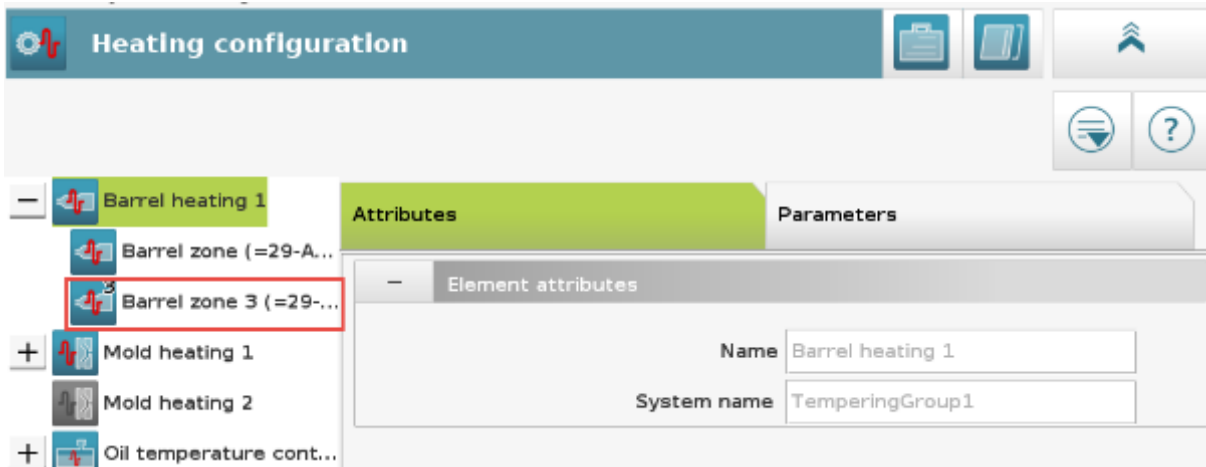 Heating configuration
?
Barrel heating 1
Attributes
Parameters
Barrel zone (=29-A...
Element attributes
3
Barrel zone 3 (=29-...
Name Barrel heating 1
Mold heating 1
System name TemperingGroup1
Mold heating 2
Oil temperature cont...